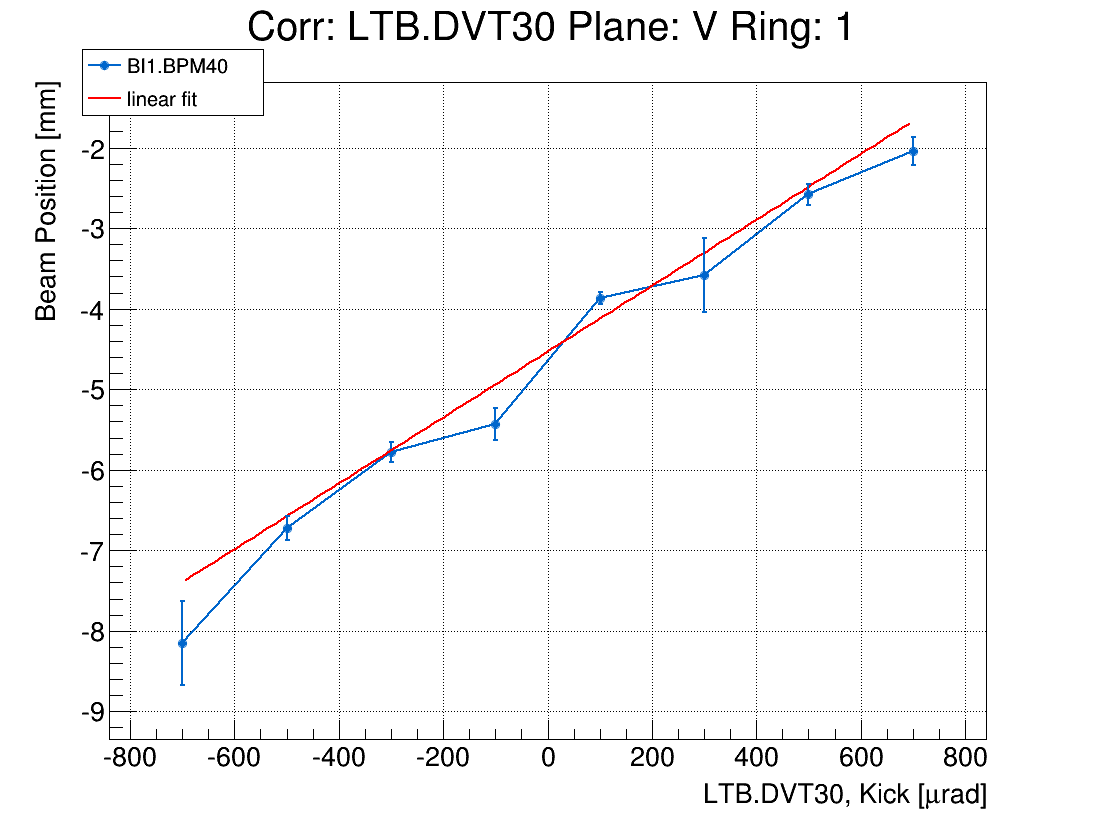 Corr: LTB.DVT30 Plane: V Ring: 1
BI1.BPM40
linear fit
Beam Position [mm]
-2
-3
-4
-5
-6
-7
-8
-9
-800 -600 -400 -200 0 200 400 600 800
LTB.DVT30, Kick [μrad]